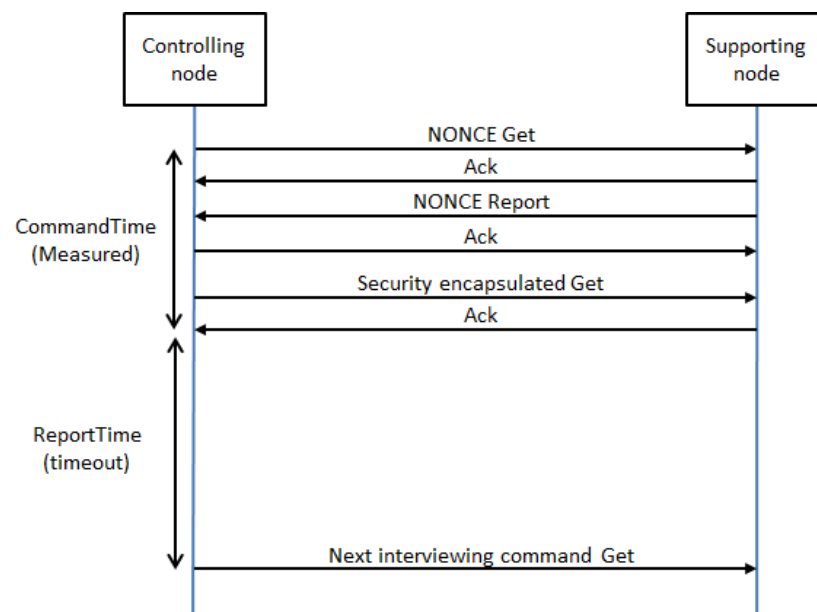 Controlling
node
Supporting
node
NONCE Get
Ack
NONCE Report
CommandTime
(Measured)
Ack
Security encapsulated Get
Ack
ReportTime
(timeout)
Next interviewing command Get